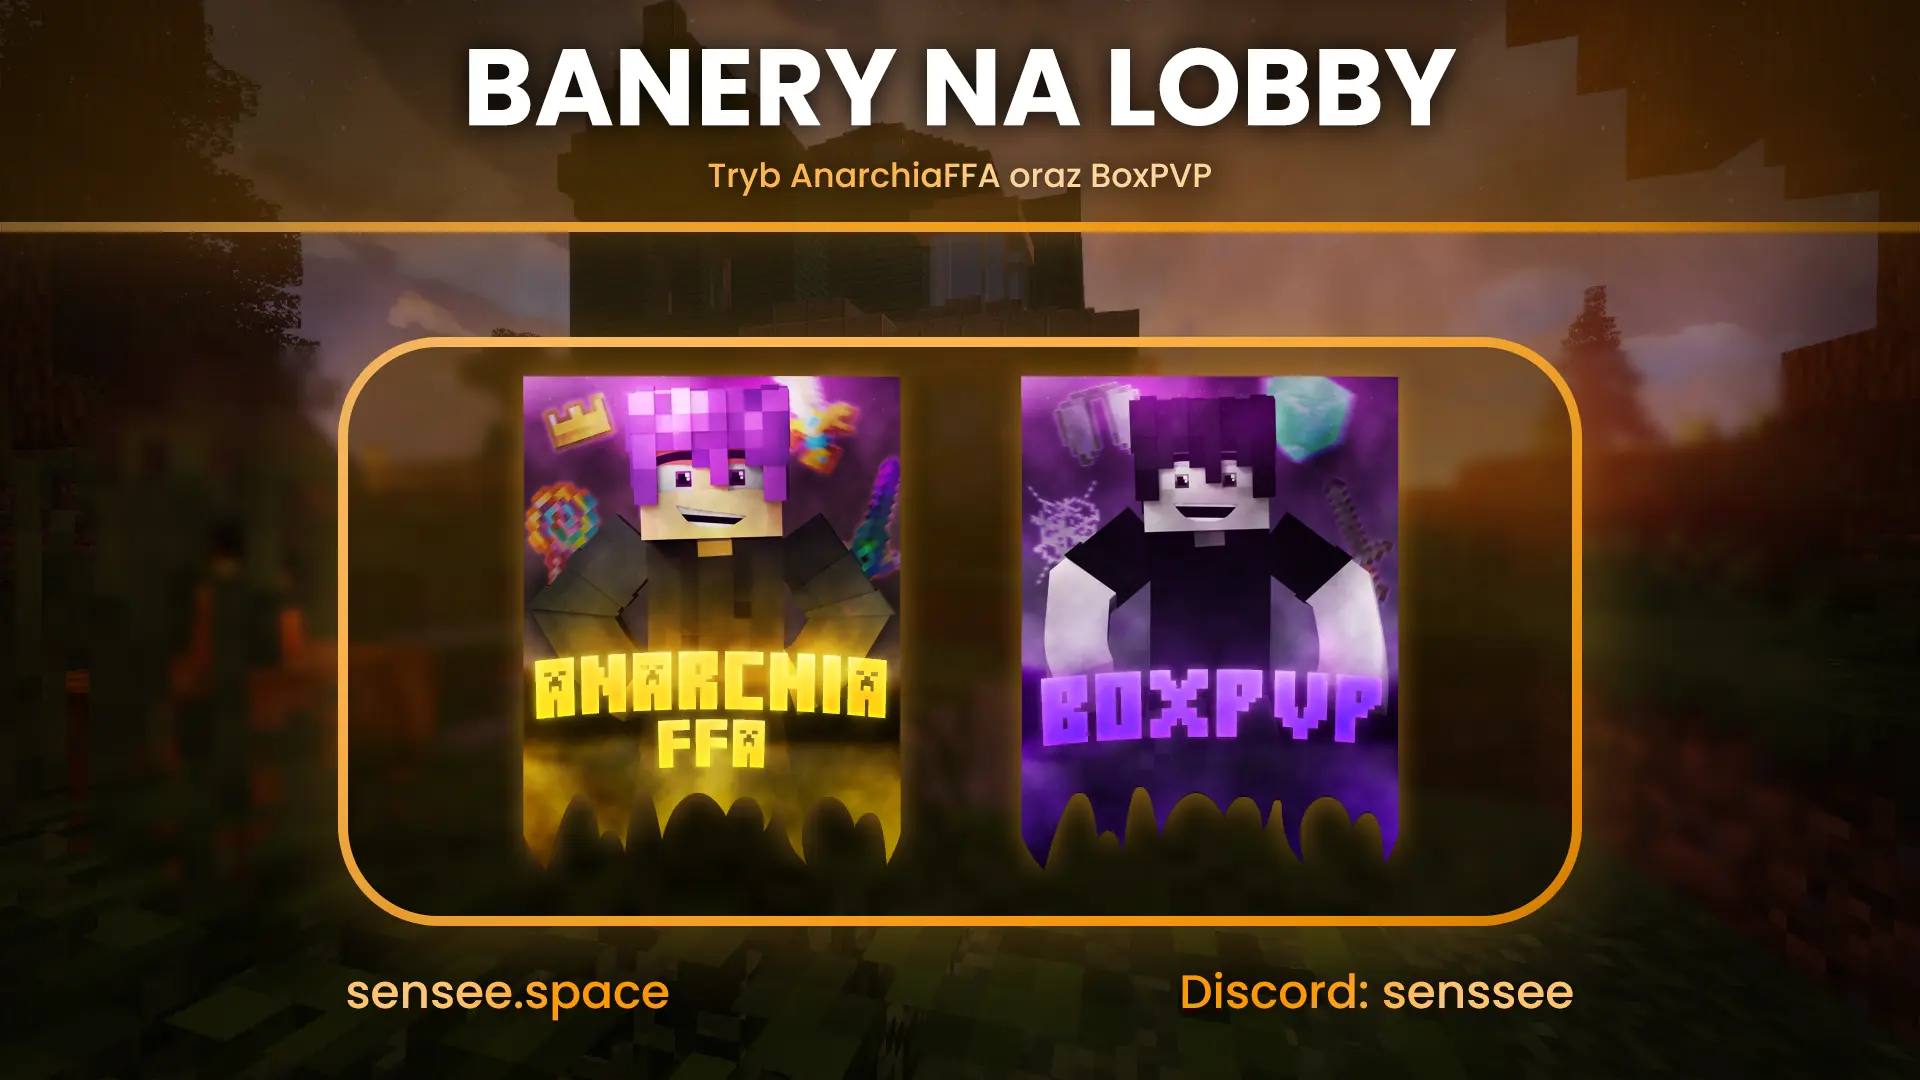 BANERY NA LOBBY
Tryb AnarchiaFFA oraz BoxPVP
ANARCHIA
FFA
BOXPVP
sensee.space
Discord: senssee